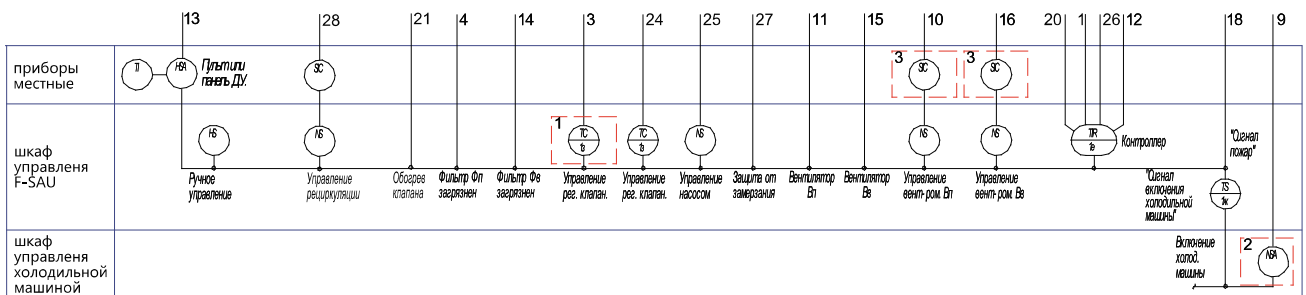 13 28 21 4 14 3 24 25 27 11 15 10 16 20 1 26 12 18 9
приборы
местные
TI
HSA
Пульт или
панель ДУ.
SC
3
SC
3
SC
шкаф
управленя
F-SAU
HS
NS
1
TC
1з
TC
1з
NS
NS
NS
TIR
1в
Контроллер
"Сигнал
пожар"
Ручное
управление
Управление
рециркуляции
Обогрев
клапана
Фильтр Фп
загрязнен
Фильтр Фв
загрязнен
Управление
рег. клапан.
Управление
рег. клапан.
Управление
насосом
Защита от
замерзания
Вентилятор
Вп
Вентилятор
Вв
Управление
вент-ром. Вп
Управление
вент-ром. Вв
"Сигнал
включения
холодильной
машины"
TS
1ж
шкаф
управленя
холодильной
машиной
Включение
холод.
машины
2
NSA